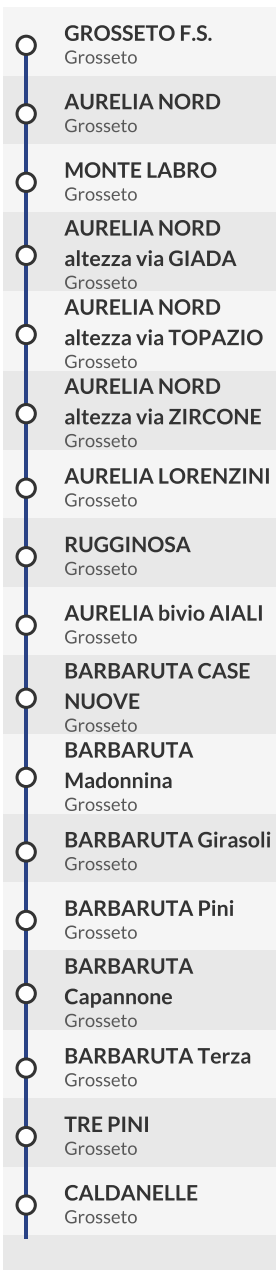 GROSSETO F.S.
Grosseto
AURELIA NORD
Grosseto
MONTE LABRO
Grosseto
AURELIA NORD
altezza via GIADA
Grosseto
AURELIA NORD
altezza via TOPAZIO
Grosseto
AURELIA NORD
altezza via ZIRCONE
Grosseto
AURELIA LORENZINI
Grosseto
RUGGINOSA
Grosseto
AURELIA bivio AIALI
Grosseto
BARBARUTA CASE
NUOVE
Grosseto
BARBARUTA
Madonnina
Grosseto
BARBARUTA Girasoli
Grosseto
BARBARUTA Pini
Grosseto
BARBARUTA
Capannone
Grosseto
BARBARUTA Terza
Grosseto
TRE PINI
Grosseto
CALDANELLE
Grosseto